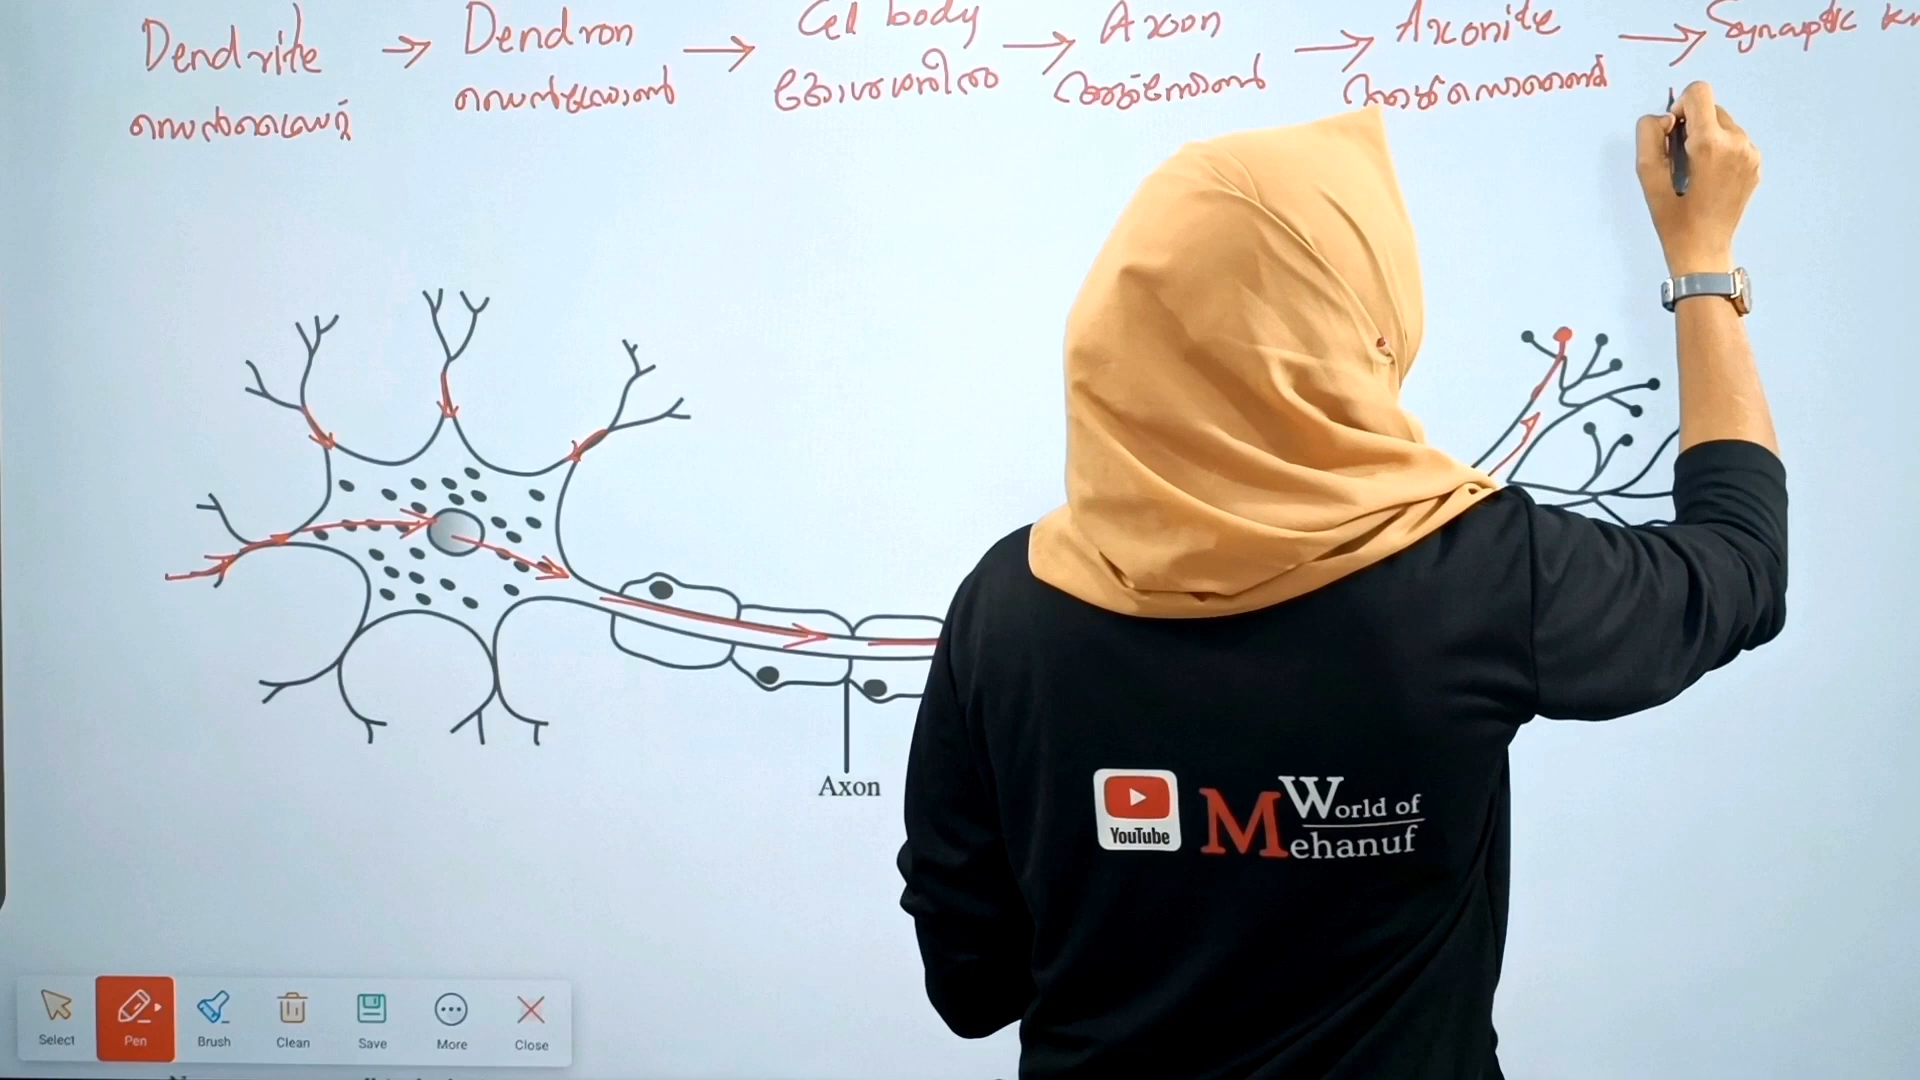 Dendrite → Dendron → Cell body → Axon → Axonite → Synaptic kn
ഡെൻഡ്രൈറ്റ് ഡെൻഡ്രോൺ കോശശരീരം ആക്സോൺ ആക്സൊണൈറ്റ്
Axon
YouTube
World of
Mehanuf
Select Pen Brush Clean Save More Close